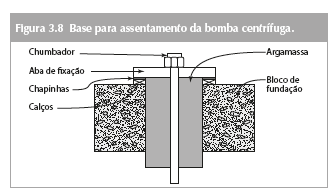 Figura 3.8 Base para assentamento da bomba centrífuga.
Chumbador
Argamassa
Aba de fixação
Chapinhas
Bloco de
fundação
Calços